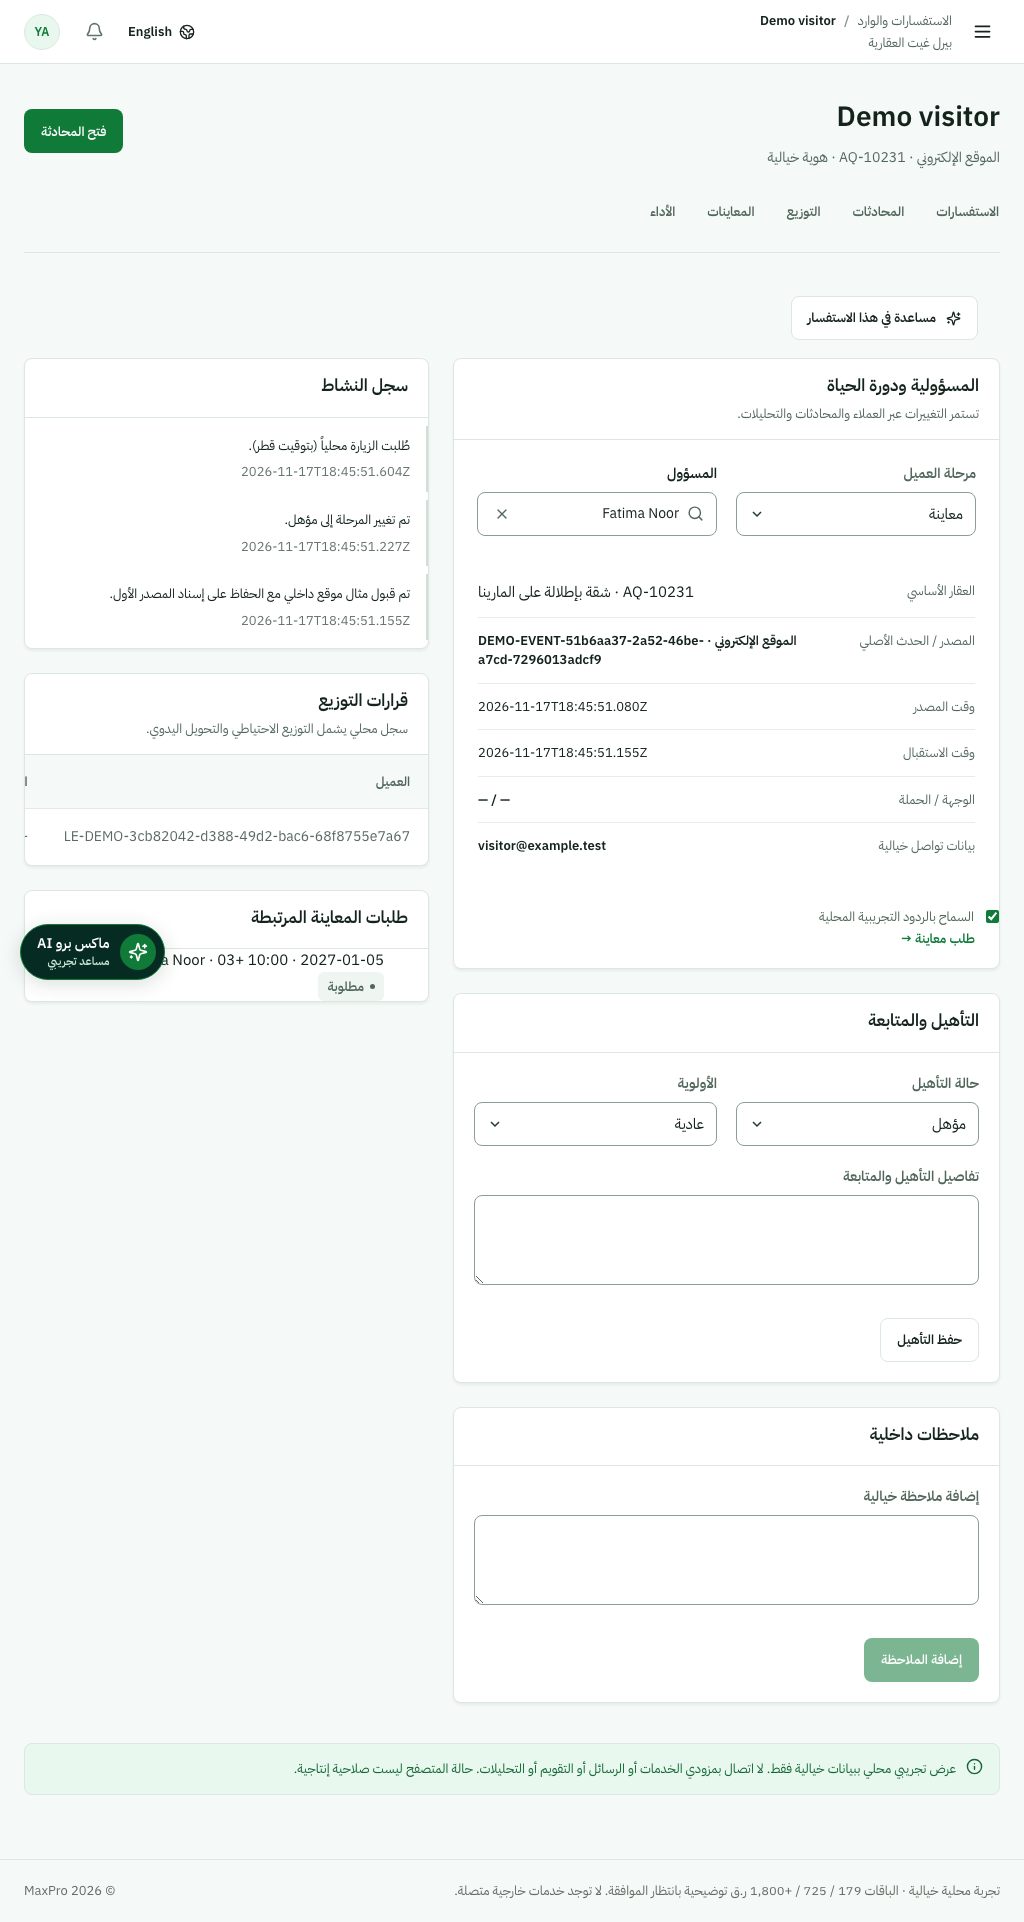 الاستفسارات والوارد / Demo visitor
بيرل غيت العقارية
English
YA
Demo visitor
الموقع الإلكتروني · AQ-10231 · هوية خيالية
فتح المحادثة
الاستفسارات المحادثات التوزيع المعاينات الأداء
مساعدة في هذا الاستفسار
المسؤولية ودورة الحياة
تستمر التغييرات عبر العملاء والمحادثات والتحليلات.
مرحلة العميل
معاينة
المسؤول
Fatima Noor
العقار الأساسي
AQ-10231 · شقة بإطلالة على المارينا
المصدر / الحدث الأصلي
الموقع الإلكتروني · DEMO-EVENT-51b6aa37-2a52-46be-
a7cd-7296013adcf9
وقت المصدر
2026-11-17T18:45:51.080Z
وقت الاستقبال
2026-11-17T18:45:51.155Z
الوجهة / الحملة
— / —
بيانات تواصل خيالية
visitor@example.test
السماح بالردود التجريبية المحلية
طلب معاينة →
التأهيل والمتابعة
حالة التأهيل
مؤهل
الأولوية
عادية
تفاصيل التأهيل والمتابعة
حفظ التأهيل
ملاحظات داخلية
إضافة ملاحظة خيالية
إضافة الملاحظة
سجل النشاط
طُلبت الزيارة محلياً (بتوقيت قطر).
2026-11-17T18:45:51.604Z
تم تغيير المرحلة إلى مؤهل.
2026-11-17T18:45:51.227Z
تم قبول مثال موقع داخلي مع الحفاظ على إسناد المصدر الأول.
2026-11-17T18:45:51.155Z
قرارات التوزيع
سجل محلي يشمل التوزيع الاحتياطي والتحويل اليدوي.
العميل
LE-DEMO-3cb82042-d388-49d2-bac6-68f8755e7a67
طلبات المعاينة المرتبطة
2027-01-05 · 10:00 +03 · Noor
مطلوبة
ماكس برو AI
مساعد تجريبي
عرض تجريبي محلي ببيانات خيالية فقط. لا اتصال بمزودي الخدمات أو الرسائل أو التقويم أو التحليلات. حالة المتصفح ليست صلاحية إنتاجية.
تجربة محلية خيالية · الباقات 179 / 725 / +1,800 ر.ق توضيحية بانتظار الموافقة. لا توجد خدمات خارجية متصلة.
© 2026 MaxPro